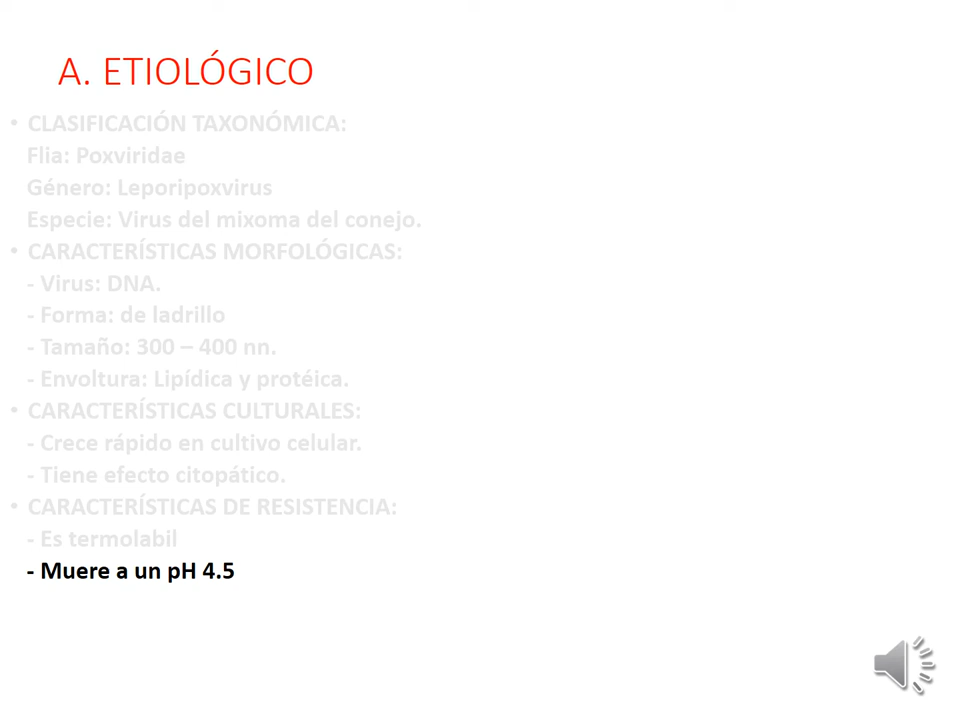 A. ETIOLÓGICO
• CLASIFICACIÓN TAXONÓMICA:
Flia: Poxviridae
Género: Leporipoxvirus
Especie: Virus del mixoma del conejo.
• CARACTERÍSTICAS MORFOLÓGICAS:
- Virus: DNA.
- Forma: de ladrillo
- Tamaño: 300 – 400 nn.
- Envoltura: Lipídica y protéica.
• CARACTERÍSTICAS CULTURALES:
- Crece rápido en cultivo celular.
- Tiene efecto citopático.
• CARACTERÍSTICAS DE RESISTENCIA:
- Es termolabil
- Muere a un pH 4.5